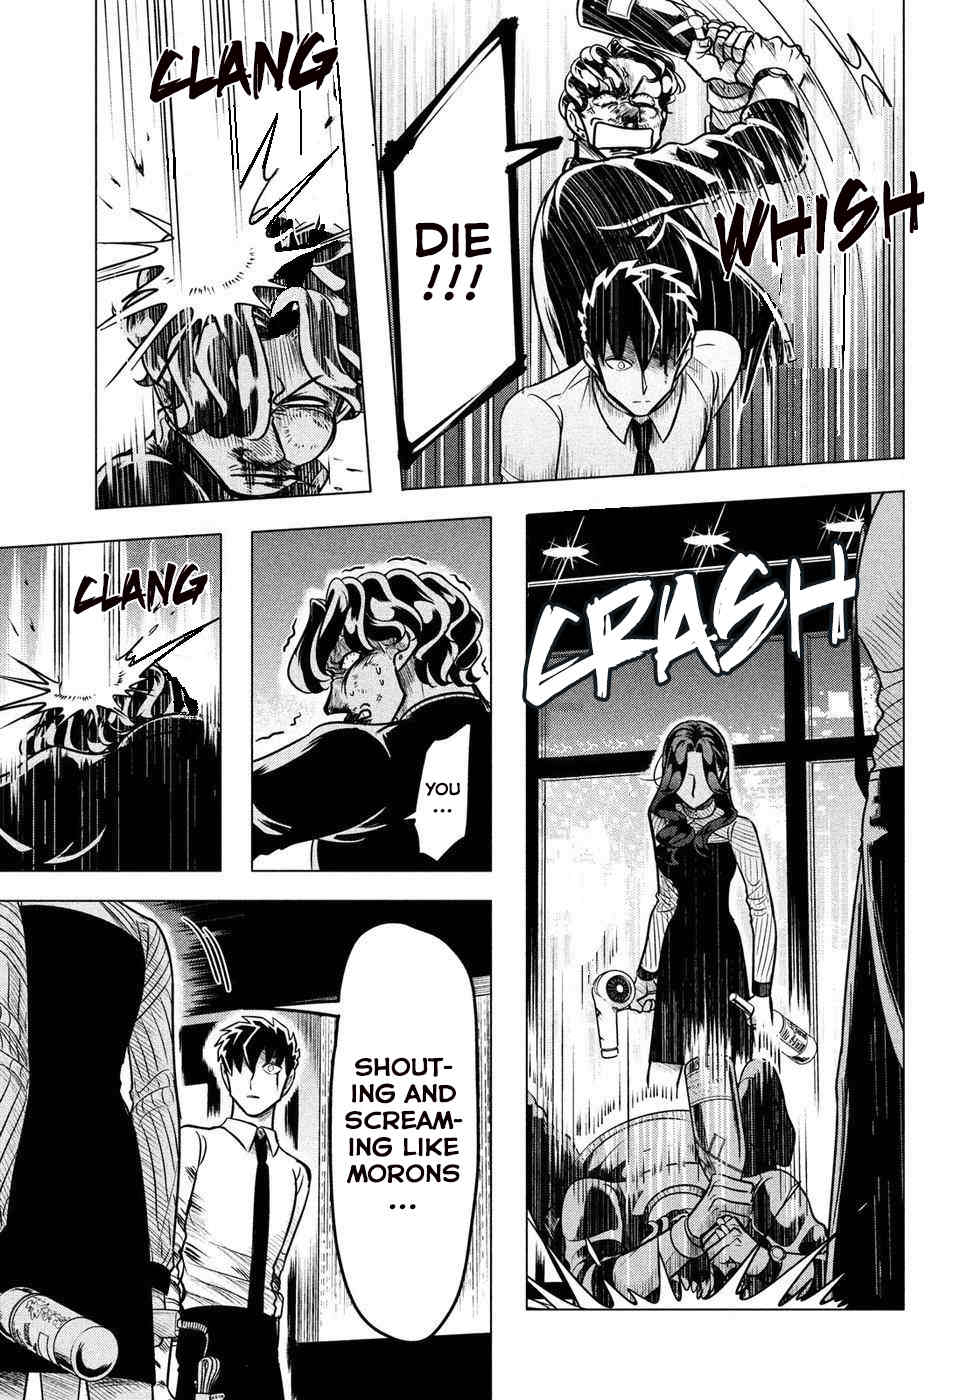 WHISH
DIE
!!!
CLANG
CRASH
YOU
...
CLANG
SHOUT-
ING AND
SCREAM-
ING LIKE
MORONS
...